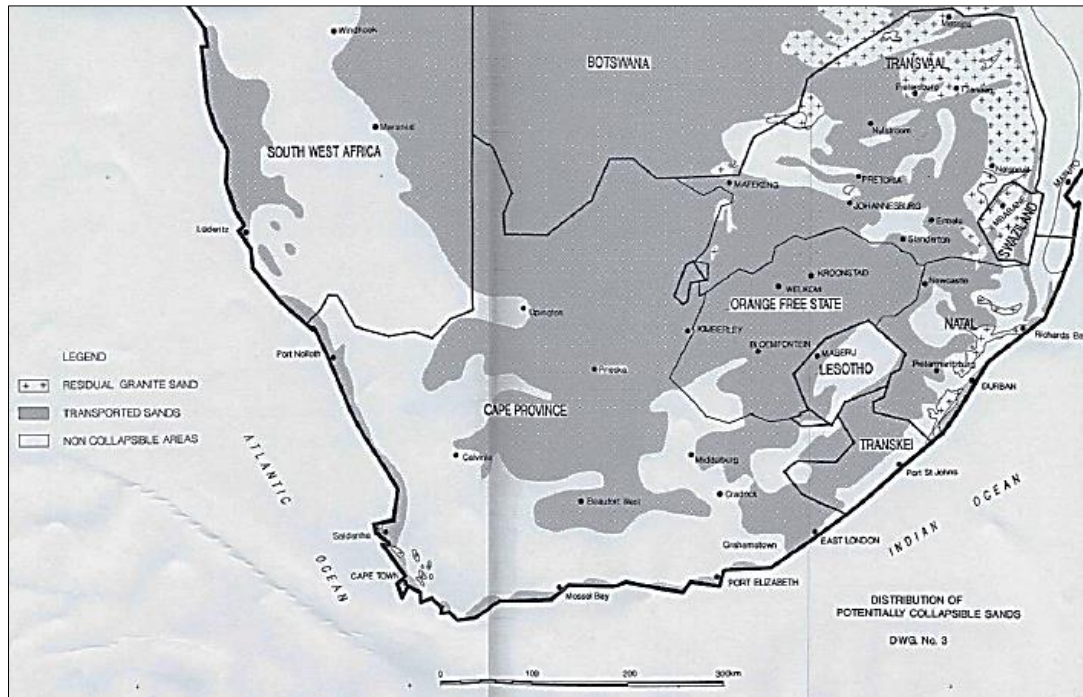 Windhoek
BOTSWANA
Messina
TRANSVAAL
Pietersburg
Mariental
Nylstroom
SOUTH WEST AFRICA
MAFEKENG
PRETORIA
Nelspruit
MAPUTO
JOHANNESBURG
MBABANE
SWAZILAND
Lüderitz
Ermelo
Standerton
KROONSTAD
WELKOM
Newcastle
Upington
ORANGE FREE STATE
NATAL
KIMBERLEY
Richards Ba
LEGEND
Port Nolloth
BLOEMFONTEIN
MASERU
LESOTHO
Pietermaritzburg
RESIDUAL GRANITE SAND
Prieska
DURBAN
TRANSPORTED SANDS
CAPE PROVINCE
NON COLLAPSIBLE AREAS
TRANSKEI
Calvinia
Middelburg
Port St Johns
ATLANTIC
OCEAN
Cradock
Beaufort West
INDIAN OCEAN
Saldanha
Grahamstown
EAST LONDON
CAPE TOWN
PORT ELIZABETH
Mossel Bay
DISTRIBUTION OF
POTENTIALLY COLLAPSIBLE SANDS
DWG. No. 3
0 100 200 300km